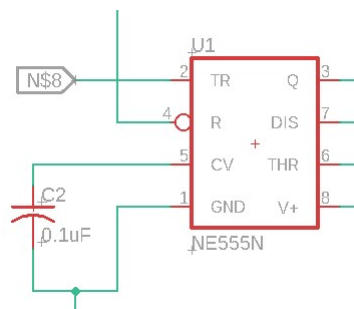 U1
N$8
2 TR Q 3
4 R DIS 7
5 CV THR 6
1 GND V+ 8
C2
0.1uF
NE555N